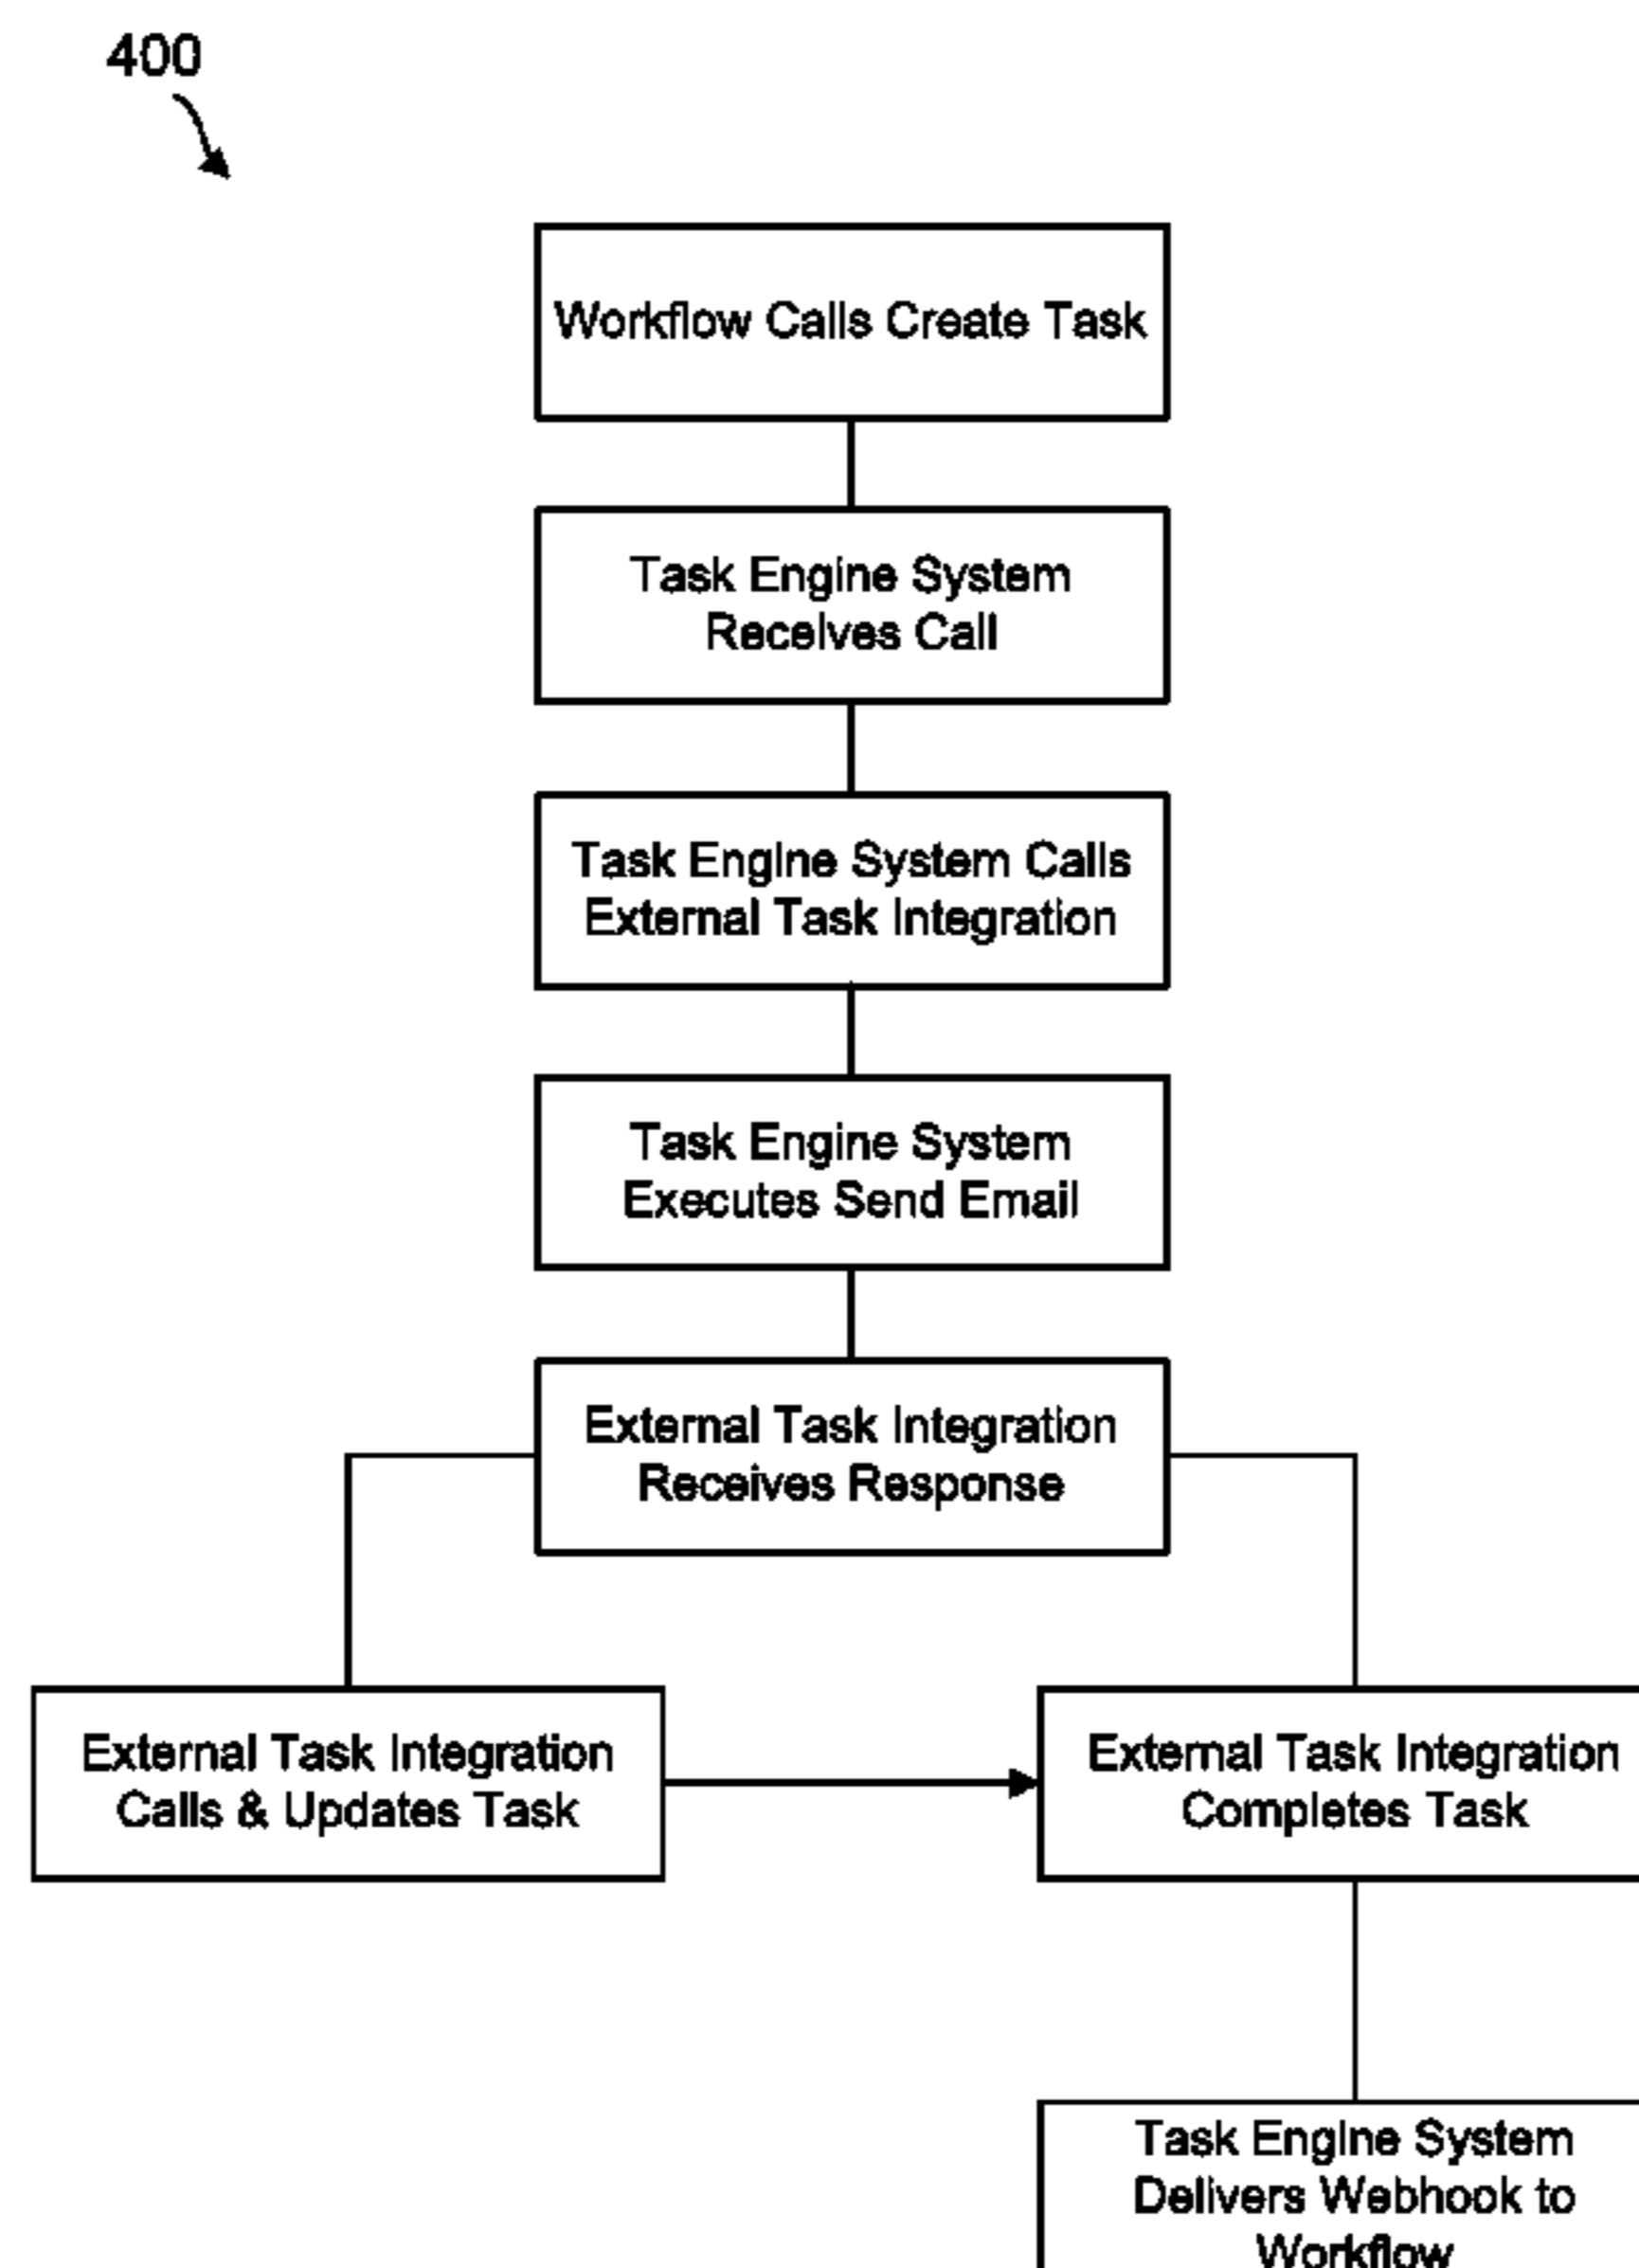 400
Workflow Calls Create Task
Task Engine System
Receives Call
Task Engine System Calls
External Task Integration
Task Engine System
Executes Send Email
External Task Integration
Receives Response
External Task Integration
Calls & Updates Task
External Task Integration
Completes Task
Task Engine System
Delivers Webhook to
Workflow